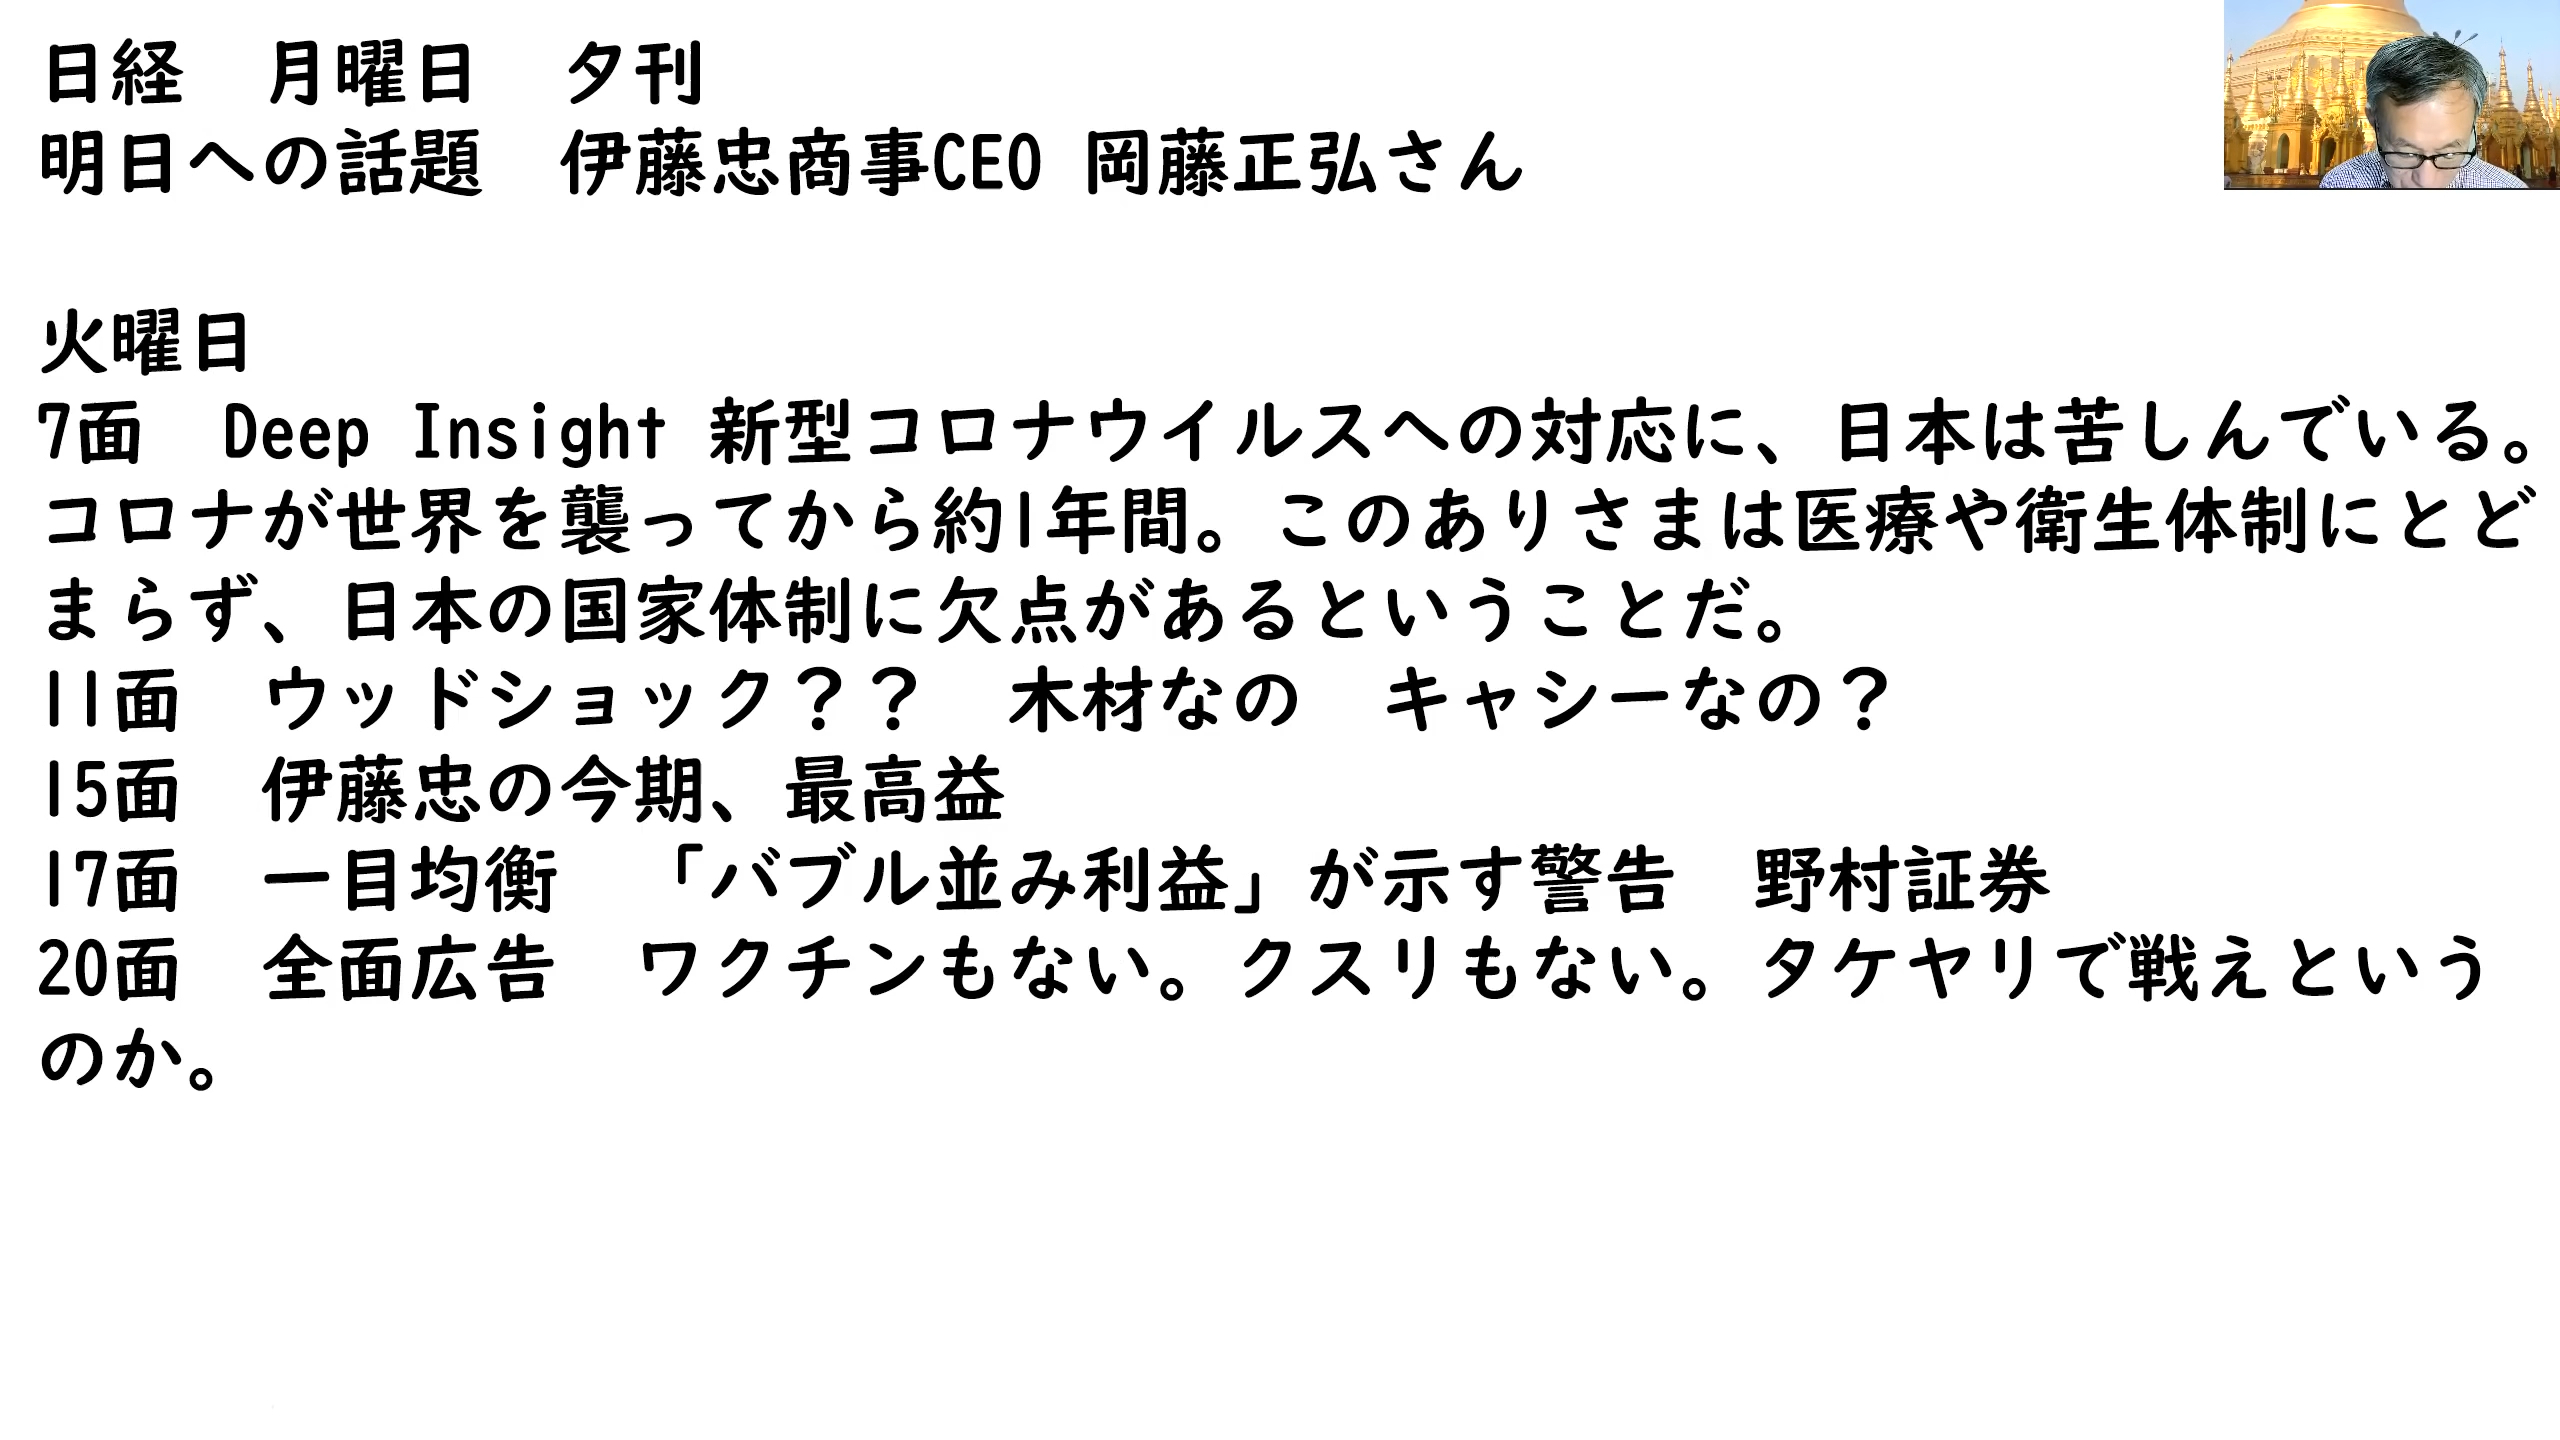 日経　月曜日　夕刊
明日への話題　伊藤忠商事CEO 岡藤正弘さん
火曜日
7面　Deep Insight 新型コロナウイルスへの対応に、日本は苦しんでいる。
コロナが世界を襲ってから約1年間。このありさまは医療や衛生体制にとど
まらず、日本の国家体制に欠点があるということだ。
11面　ウッドショック？？　木材なの　キャシーなの？
15面　伊藤忠の今期、最高益
17面　一目均衡　「バブル並み利益」が示す警告　野村証券
20面　全面広告　ワクチンもない。クスリもない。タケヤリで戦えという
のか。